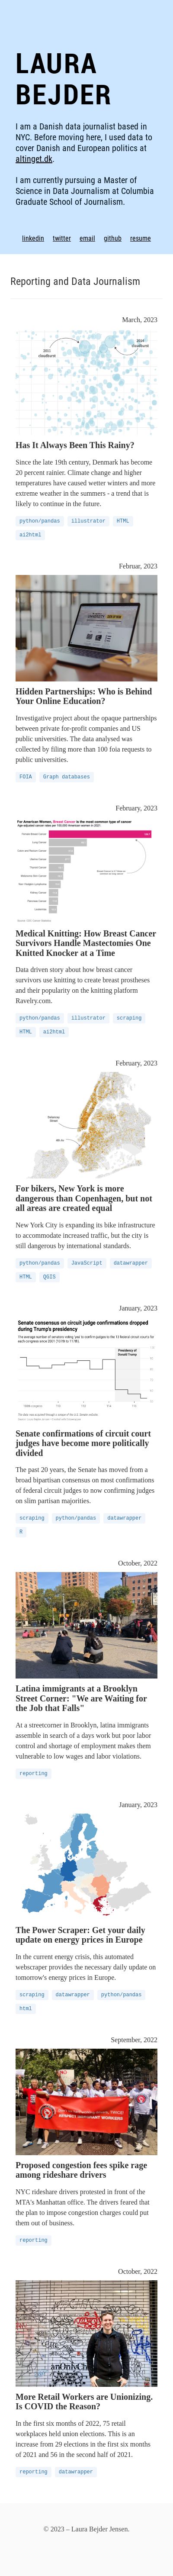 LAURA
BEJDER
I am a Danish data journalist based in
NYC. Before moving here, I used data to
cover Danish and European politics at
altinget.dk.
I am currently pursuing a Master of
Science in Data Journalism at Columbia
Graduate School of Journalism.
linkedin twitter email github resume
Reporting and Data Journalism
March, 2023
2011
cloudburst
Has It Always Been This Rainy?
Since the late 19th century, Denmark has become
20 percent rainier. Climate change and higher
temperatures have caused wetter winters and more
extreme weather in the summers - a trend that is
likely to continue in the future.
python/pandas illustrator HTML
ai2html
Februar, 2023
Hidden Partnerships: Who is Behind
Your Online Education?
Investigative project about the opaque partnerships
between private for-profit companies and US
public universities. The data analysed was
collected by filing more than 100 foia requests to
public universities.
FOIA Graph databases
February, 2023
For American Women, Breast Cancer is the most common type of cancer
Medical Knitting: How Breast Cancer
Survivors Handle Mastectomies One
Knitted Knocker at a Time
Data driven story about how breast cancer
survivors use knitting to create breast prostheses
and their popularity on the knitting platform
Ravelry.com.
python/pandas illustrator scraping
HTML ai2html
February, 2023
For bikers, New York is more
dangerous than Copenhagen, but not
all areas are created equal
New York City is expanding its bike infrastructure
to accommodate increased traffic, but the city is
still dangerous by international standards.
python/pandas JavaScript datawrapper
HTML QGIS
January, 2023
Senate consensus on circuit judge confirmations dropped
during Trump's presidency
Presidency of
Donald Trump
Senate confirmations of circuit court
judges have become more politically
divided
The past 20 years, the Senate has moved from a
broad bipartisan consensus on most confirmations
of federal circuit judges to now confirming judges
on slim partisan majorities.
scraping python/pandas datawrapper
R
October, 2022
Latina immigrants at a Brooklyn
Street Corner: "We are Waiting for
the Job that Falls"
At a streetcorner in Brooklyn, latina immigrants
assemble in search of a days work but poor labor
control and shortage of employment makes them
vulnerable to low wages and labor violations.
reporting
January, 2023
The Power Scraper: Get your daily
update on energy prices in Europe
In the current energy crisis, this automated
webscraper provides the necessary daily update on
tomorrow's energy prices in Europe.
scraping datawrapper python/pandas
html
September, 2022
Proposed congestion fees spike rage
among rideshare drivers
NYC rideshare drivers protested in front of the
MTA's Manhattan office. The drivers feared that
the plan to impose congestion charges could put
them out of business.
reporting
October, 2022
More Retail Workers are Unionizing.
Is COVID the Reason?
In the first six months of 2022, 75 retail
workplaces held union elections. This is an
increase from 29 elections in the first six months
of 2021 and 56 in the second half of 2021.
reporting datawrapper
© 2023 – Laura Bejder Jensen.